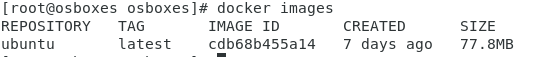 [root@osboxes osboxes]# docker images
REPOSITORY   TAG       IMAGE ID       CREATED      SIZE
ubuntu       latest    cdb68b455a14   7 days ago   77.8MB